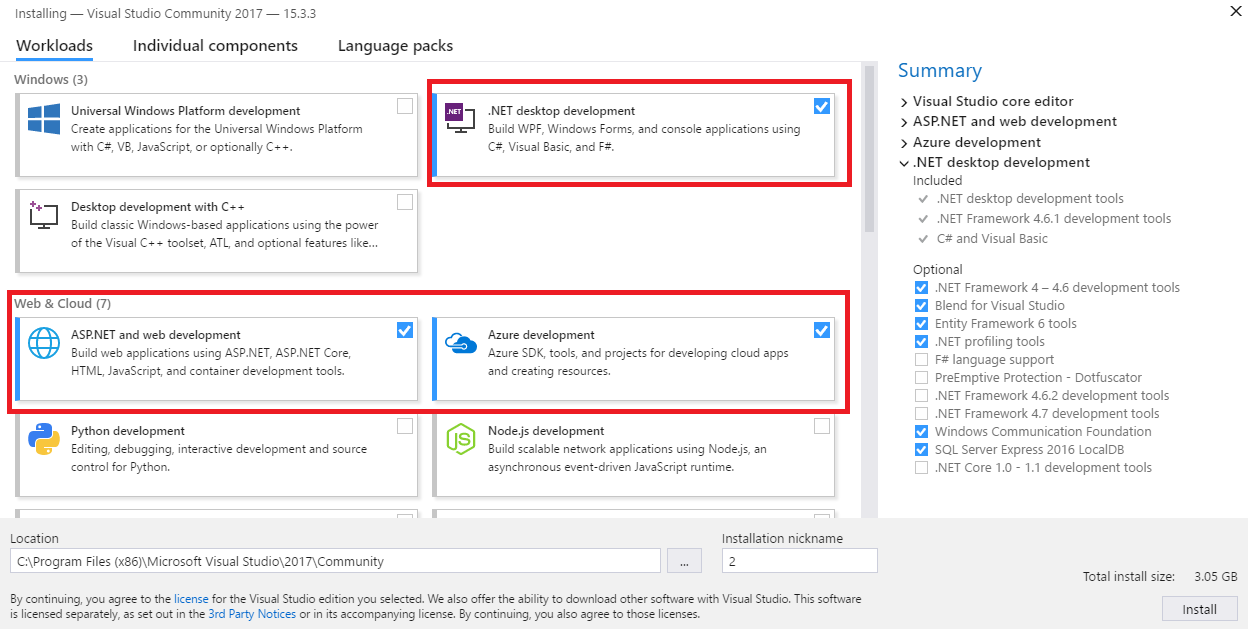 Installing — Visual Studio Community 2017 — 15.3.3
Workloads
Individual components
Language packs
Windows (3)
Universal Windows Platform development
Create applications for the Universal Windows Platform
with C#, VB, JavaScript, or optionally C++.
.NET
.NET desktop development
Build WPF, Windows Forms, and console applications using
C#, Visual Basic, and F#.
Desktop development with C++
Build classic Windows-based applications using the power
of the Visual C++ toolset, ATL, and optional features like...
Web & Cloud (7)
ASP.NET and web development
Build web applications using ASP.NET, ASP.NET Core,
HTML, JavaScript, and container development tools.
Azure development
Azure SDK, tools, and projects for developing cloud apps
and creating resources.
Python development
Editing, debugging, interactive development and source
control for Python.
JS
Node.js development
Build scalable network applications using Node.js, an
asynchronous event-driven JavaScript runtime.
Summary
Visual Studio core editor
ASP.NET and web development
Azure development
.NET desktop development
Included
.NET desktop development tools
.NET Framework 4.6.1 development tools
C# and Visual Basic
Optional
.NET Framework 4 – 4.6 development tools
Blend for Visual Studio
Entity Framework 6 tools
.NET profiling tools
F# language support
PreEmptive Protection - Dotfuscator
.NET Framework 4.6.2 development tools
.NET Framework 4.7 development tools
Windows Communication Foundation
SQL Server Express 2016 LocalDB
.NET Core 1.0 - 1.1 development tools
Location
C:\Program Files (x86)\Microsoft Visual Studio\2017\Community
...
Installation nickname
2
By continuing, you agree to the license for the Visual Studio edition you selected. We also offer the ability to download other software with Visual Studio. This software
is licensed separately, as set out in the 3rd Party Notices or in its accompanying license. By continuing, you also agree to those licenses.
Total install size: 3.05 GB
Install